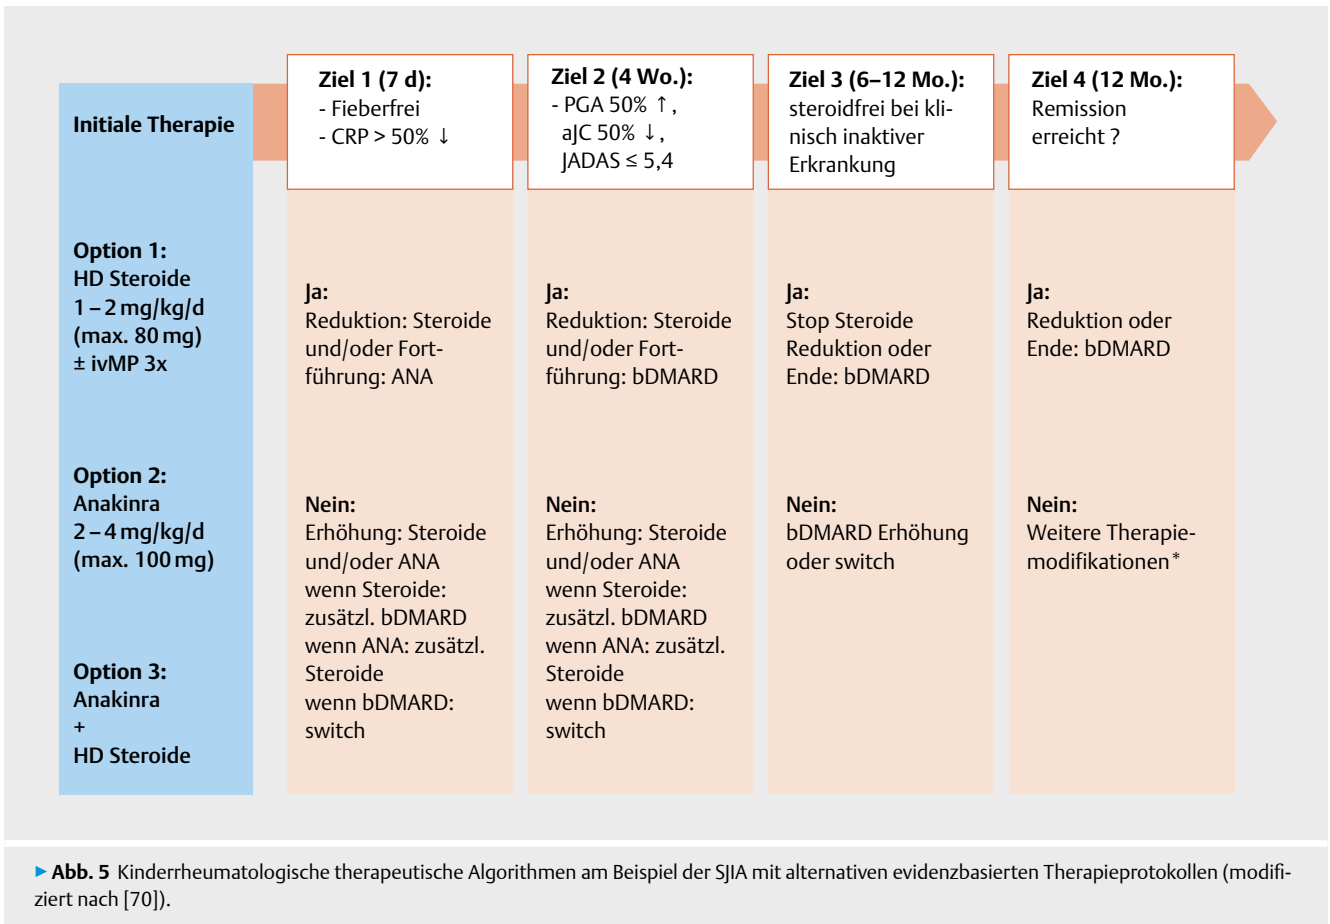 Initiale Therapie
Option 1:
HD Steroide
1 – 2 mg/kg/d
(max. 80 mg)
± ivMP 3x
Option 2:
Anakinra
2 – 4 mg/kg/d
(max. 100 mg)
Option 3:
Anakinra
+
HD Steroide
Ziel 1 (7 d):
- Fieberfrei
- CRP > 50% ↓
Ja:
Reduktion: Steroide
und/oder Fort-
führung: ANA
Nein:
Erhöhung: Steroide
und/oder ANA
wenn Steroide:
zusätzl. bDMARD
wenn ANA: zusätzl.
Steroide
wenn bDMARD:
switch
Ziel 2 (4 Wo.):
- PGA 50% ↑,
aJC 50% ↓,
JADAS ≤ 5,4
Ja:
Reduktion: Steroide
und/oder Fort-
führung: bDMARD
Nein:
Erhöhung: Steroide
und/oder ANA
wenn Steroide:
zusätzl. bDMARD
wenn ANA: zusätzl.
Steroide
wenn bDMARD:
switch
Ziel 3 (6–12 Mo.):
steroidfrei bei kli-
nisch inaktiver
Erkrankung
Ja:
Stop Steroide
Reduktion oder
Ende: bDMARD
Nein:
bDMARD Erhöhung
oder switch
Ziel 4 (12 Mo.):
Remission
erreicht ?
Ja:
Reduktion oder
Ende: bDMARD
Nein:
Weitere Therapie-
modifikationen*
▶ Abb. 5 Kinderrheumatologische therapeutische Algorithmen am Beispiel der SJIA mit alternativen evidenzbasierten Therapieprotokollen (modifi-
ziert nach [70]).